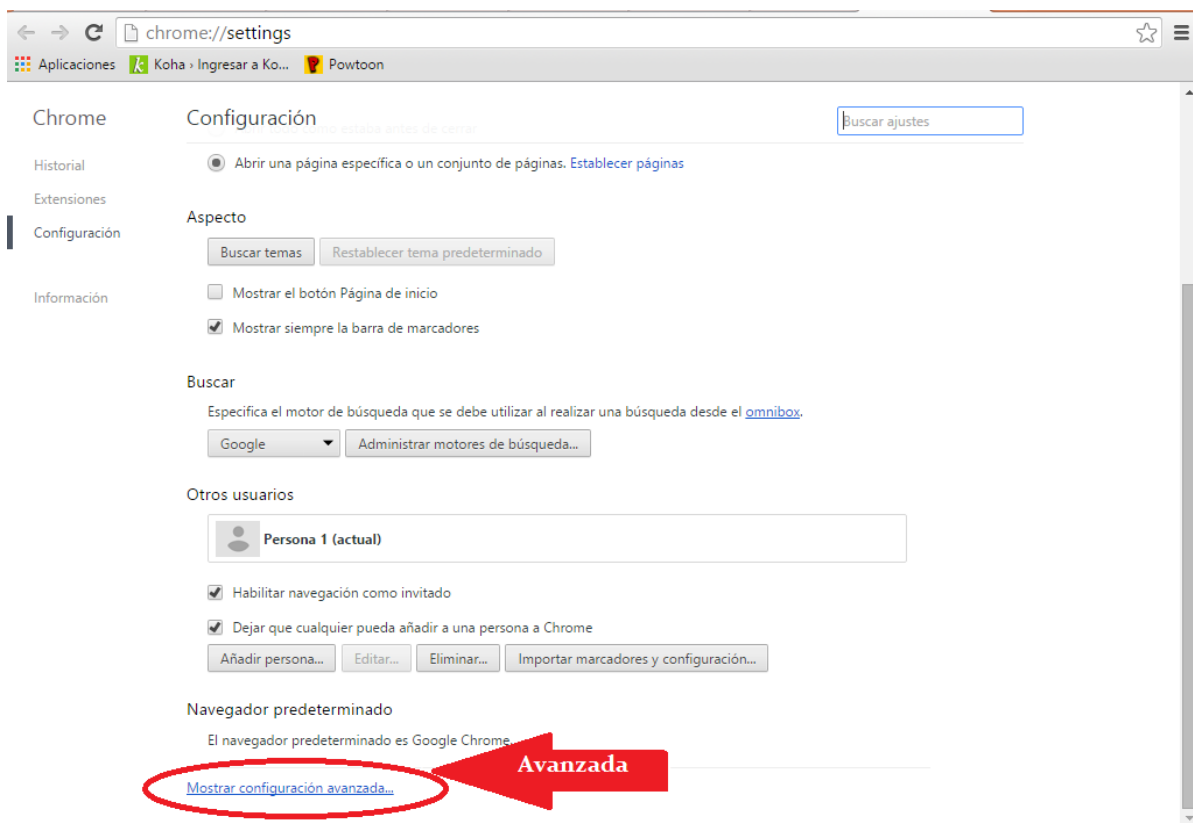 chrome://settings
Aplicaciones Koha › Ingresar a Ko... Powtoon
Chrome
Configuración
Buscar ajustes
como estaba antes de cerrar
Historial
Abrir una página específica o un conjunto de páginas. Establecer páginas
Extensiones
Configuración
Información
Aspecto
Buscar temas
Restablecer tema predeterminado
Mostrar el botón Página de inicio
Mostrar siempre la barra de marcadores
Buscar
Especifica el motor de búsqueda que se debe utilizar al realizar una búsqueda desde el omnibox.
Google
Administrar motores de búsqueda...
Otros usuarios
Persona 1 (actual)
Habilitar navegación como invitado
Dejar que cualquier pueda añadir a una persona a Chrome
Añadir persona...
Editar...
Eliminar...
Importar marcadores y configuración...
Navegador predeterminado
El navegador predeterminado es Google Chrome.
Avanzada
Mostrar configuración avanzada...